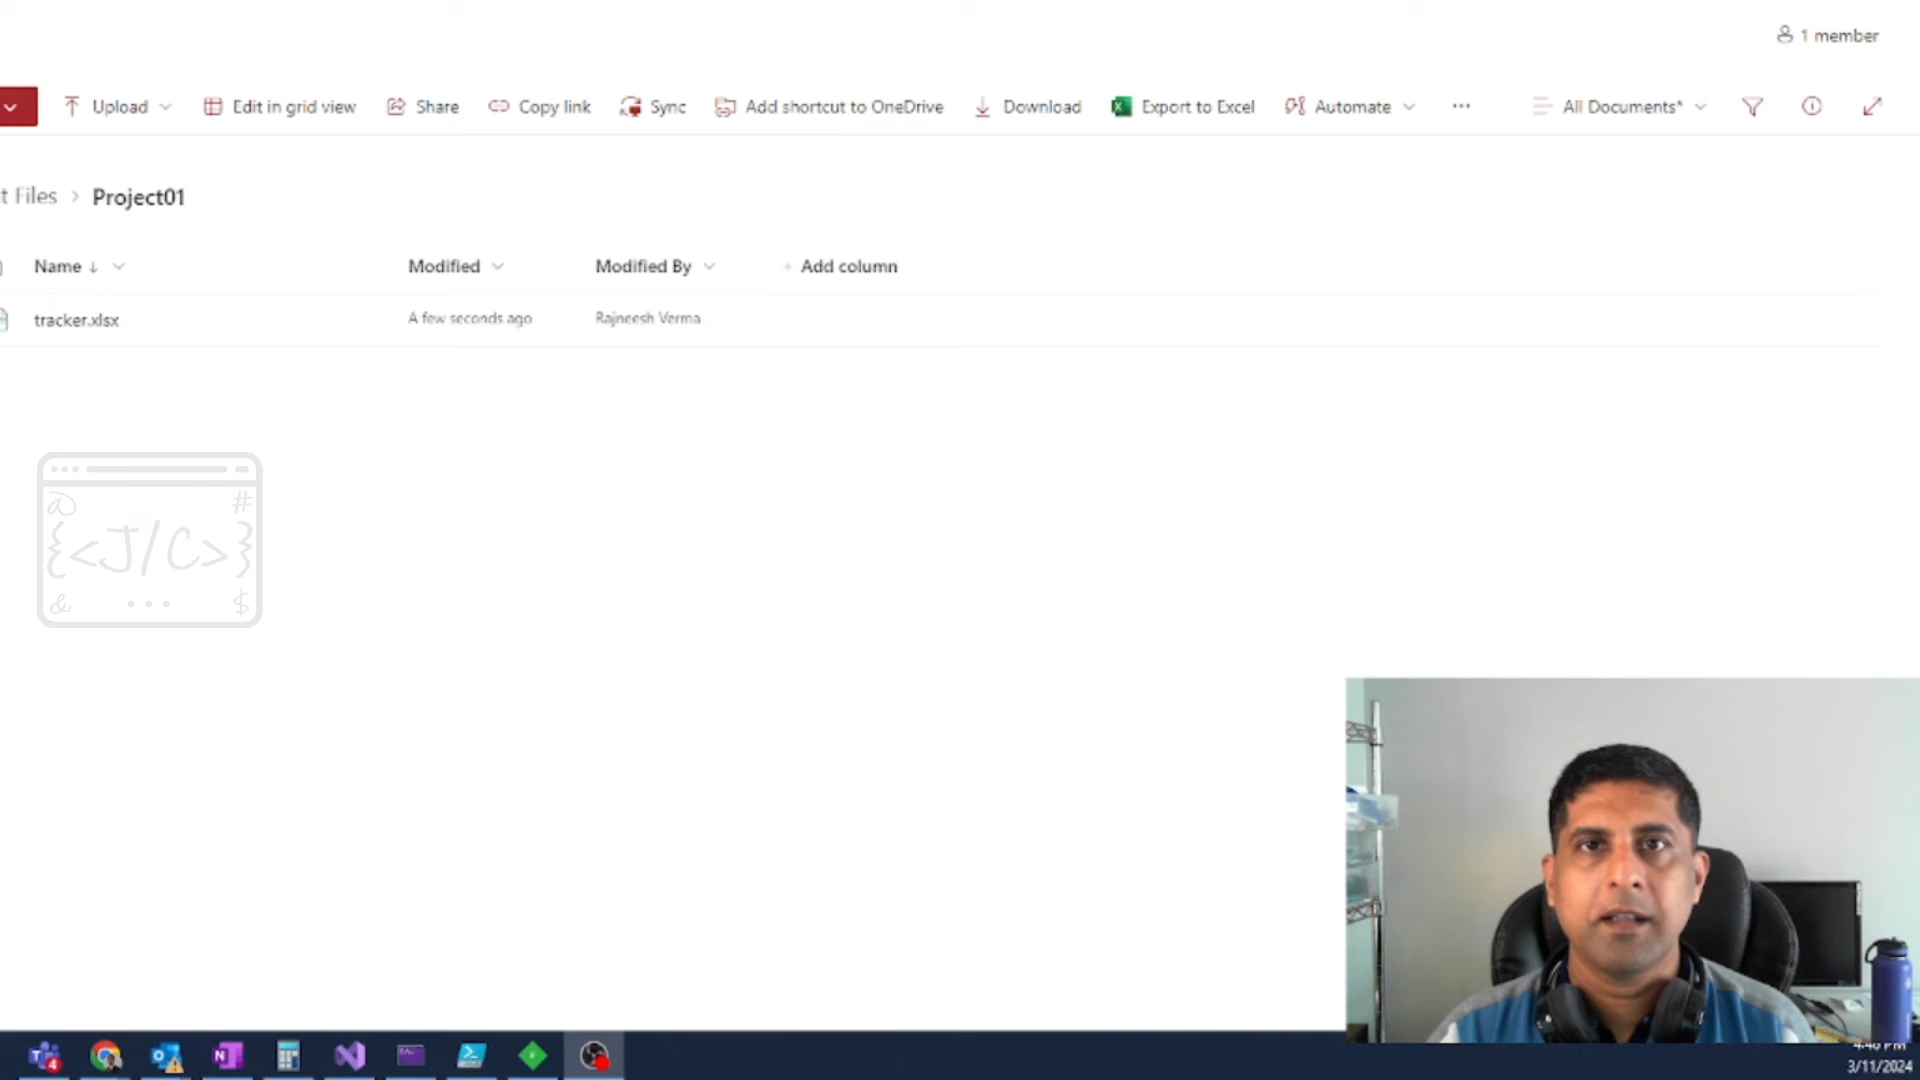 1 member
Upload Edit in grid view Share Copy link Sync Add shortcut to OneDrive Download Export to Excel Automate ... All Documents*
t Files > Project01
Name Modified Modified By + Add column
tracker.xlsx A few seconds ago Rajneesh Verma
@ #
{<J/C>}
& ... $
4
3/11/2024